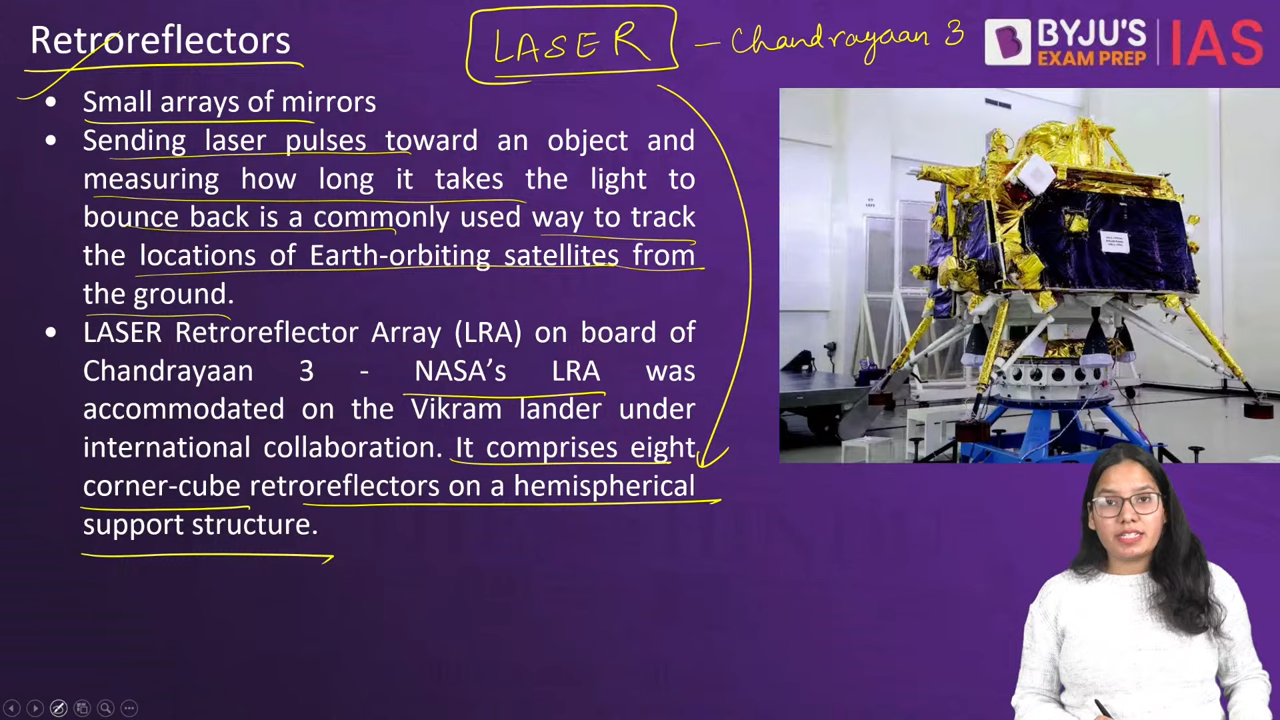 Retroreflectors
LASER – Chandrayaan 3
BYJU'S
EXAM PREP
IAS
• Small arrays of mirrors
• Sending laser pulses toward an object and
measuring how long it takes the light to
bounce back is a commonly used way to track
the locations of Earth-orbiting satellites from
the ground.
• LASER Retroreflector Array (LRA) on board of
Chandrayaan 3 - NASA's LRA was
accommodated on the Vikram lander under
international collaboration. It comprises eight
corner-cube retroreflectors on a hemispherical
support structure.